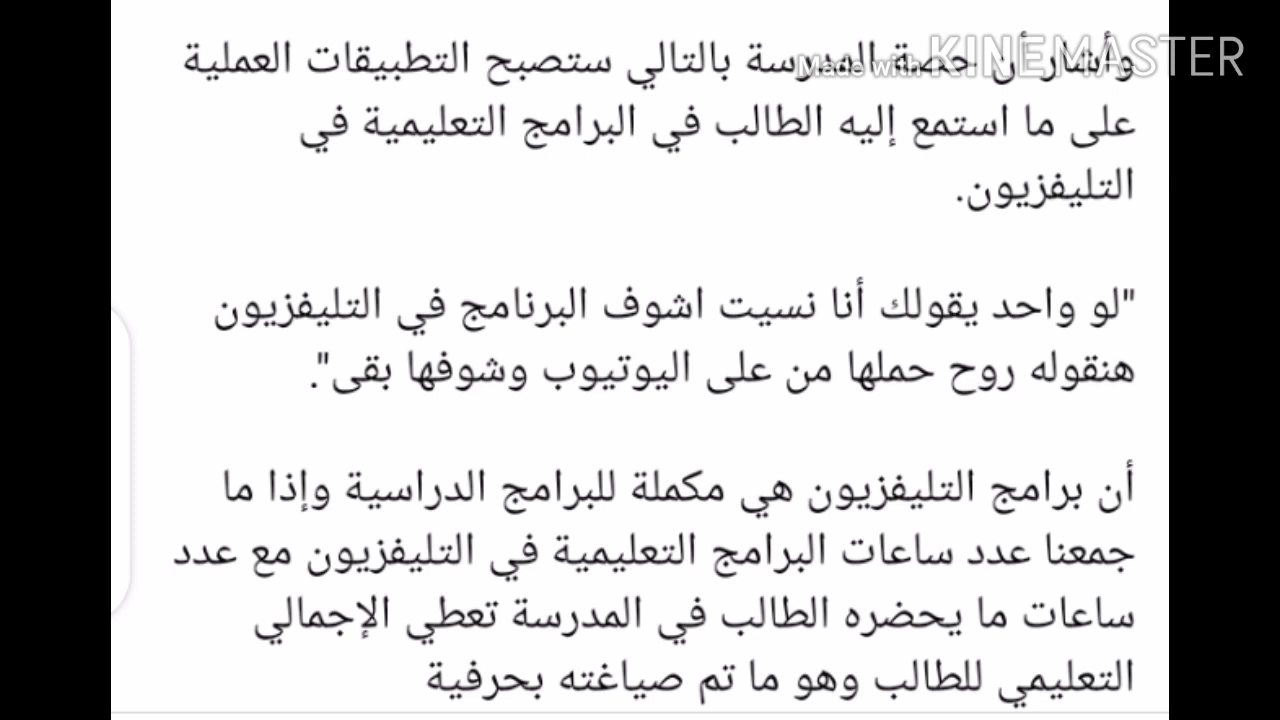 وأشار أن حصة المدرسة بالتالي ستصبح التطبيقات العملية
Made with KINEMASTER
على ما استمع إليه الطالب في البرامج التعليمية في
التليفزيون.
"لو واحد يقولك أنا نسيت اشوف البرنامج في التليفزيون
هنقوله روح حملها من على اليوتيوب وشوفها بقى".
أن برامج التليفزيون هي مكملة للبرامج الدراسية وإذا ما
جمعنا عدد ساعات البرامج التعليمية في التليفزيون مع عدد
ساعات ما يحضره الطالب في المدرسة تعطي الإجمالي
التعليمي للطالب وهو ما تم صياغته بحرفية